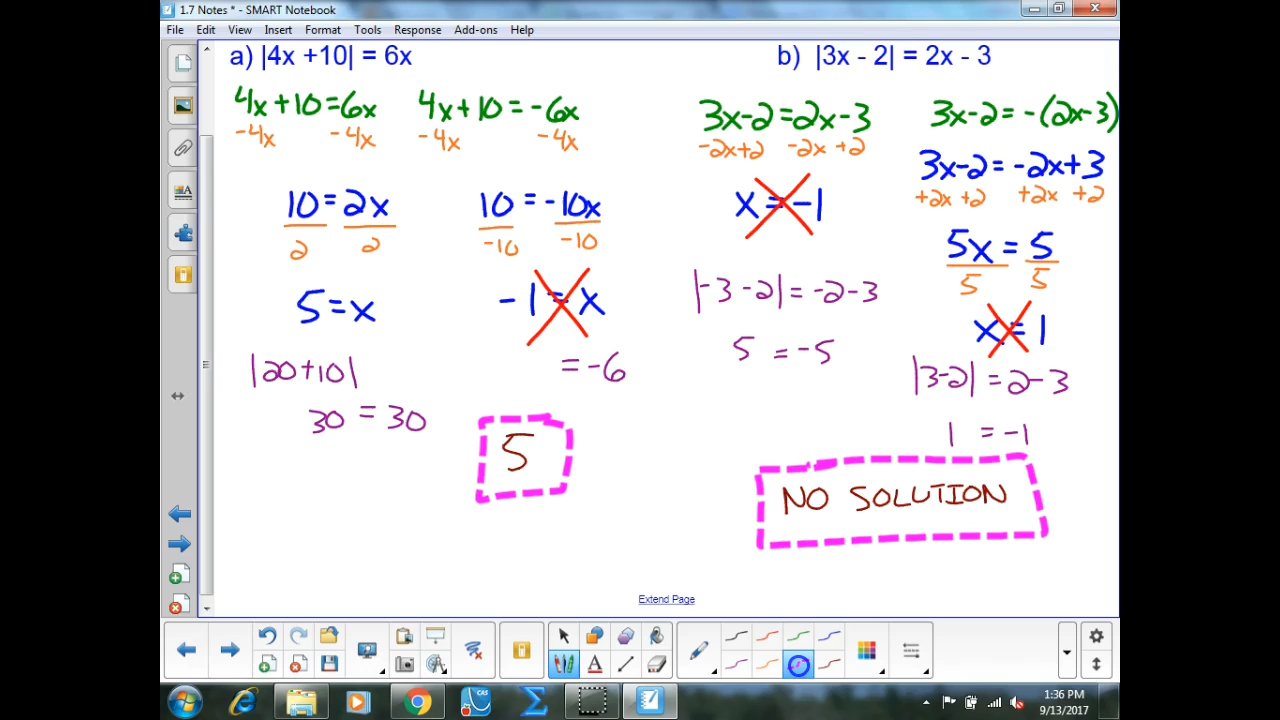 1.7 Notes * - SMART Notebook
File Edit View Insert Format Tools Response Add-ons Help
a) |4x +10| = 6x
4x+10=6x 4x+10=-6x
-4x -4x -4x -4x
10=2x 10=-10x
2 2 -10 -10
5=x -1=x
|20+10| =-6
30=30
5
b) |3x - 2| = 2x - 3
3x-2=2x-3 3x-2=-(2x-3)
-2x+2 -2x+2 3x-2=-2x+3
+2x+2 +2x+2
x=-1 5x=5
5 5
|-3-2|=-2-3 x=1
5=-5 |3-2|=2-3
1=-1
NO SOLUTION
Extend Page
CAS
1:36 PM
9/13/2017